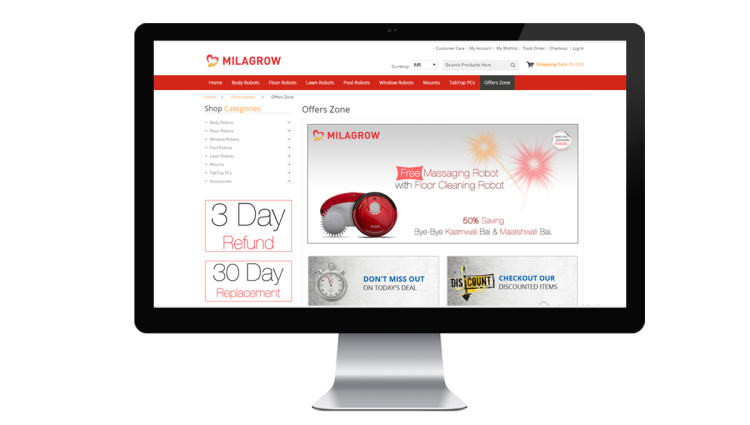 Customer Care | My Account | My Wishlist | Track Order | Checkout | Log In
MILAGROW
Currency: INR
Search Products Here
Shopping Cart:
Home
Body Robots
Floor Robots
Lawn Robots
Pool Robots
Window Robots
Mounts
TabTop PCs
Offers Zone
Home
Offers Zone
Shop Categories
Body Robots
Floor Robots
Window Robots
Pool Robots
Lawn Robots
Mounts
TabTop PCs
Accessories
3 Day
Refund
30 Day
Replacement
Offers Zone
MILAGROW
Free Massaging Robot
with Floor Cleaning Robot
50% Saving
Bye-Bye Kaamwali Bai & Maalishwali Bai.
DON'T MISS OUT
ON TODAY'S DEAL
DISCOUNT
CHECKOUT OUR
DISCOUNTED ITEMS